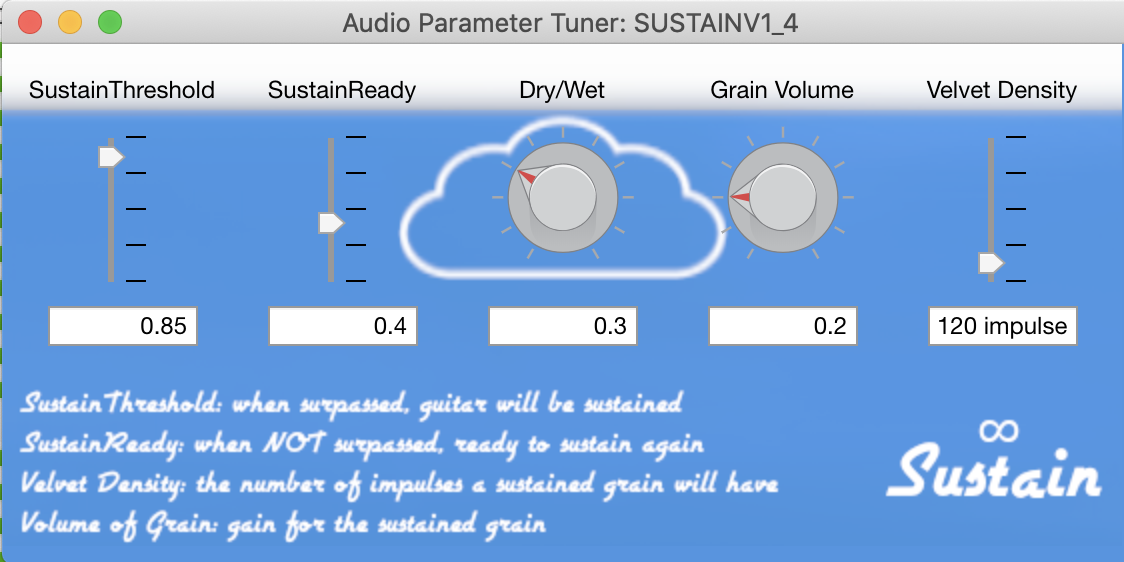 Audio Parameter Tuner: SUSTAINV1_4
SustainThreshold SustainReady Dry/Wet Grain Volume Velvet Density
0.85 0.4 0.3 0.2 120 impulse
SustainThreshold: when surpassed, guitar will be sustained
SustainReady: when NOT surpassed, ready to sustain again
Velvet Density: the number of impulses a sustained grain will have
Volume of Grain: gain for the sustained grain
∞
Sustain